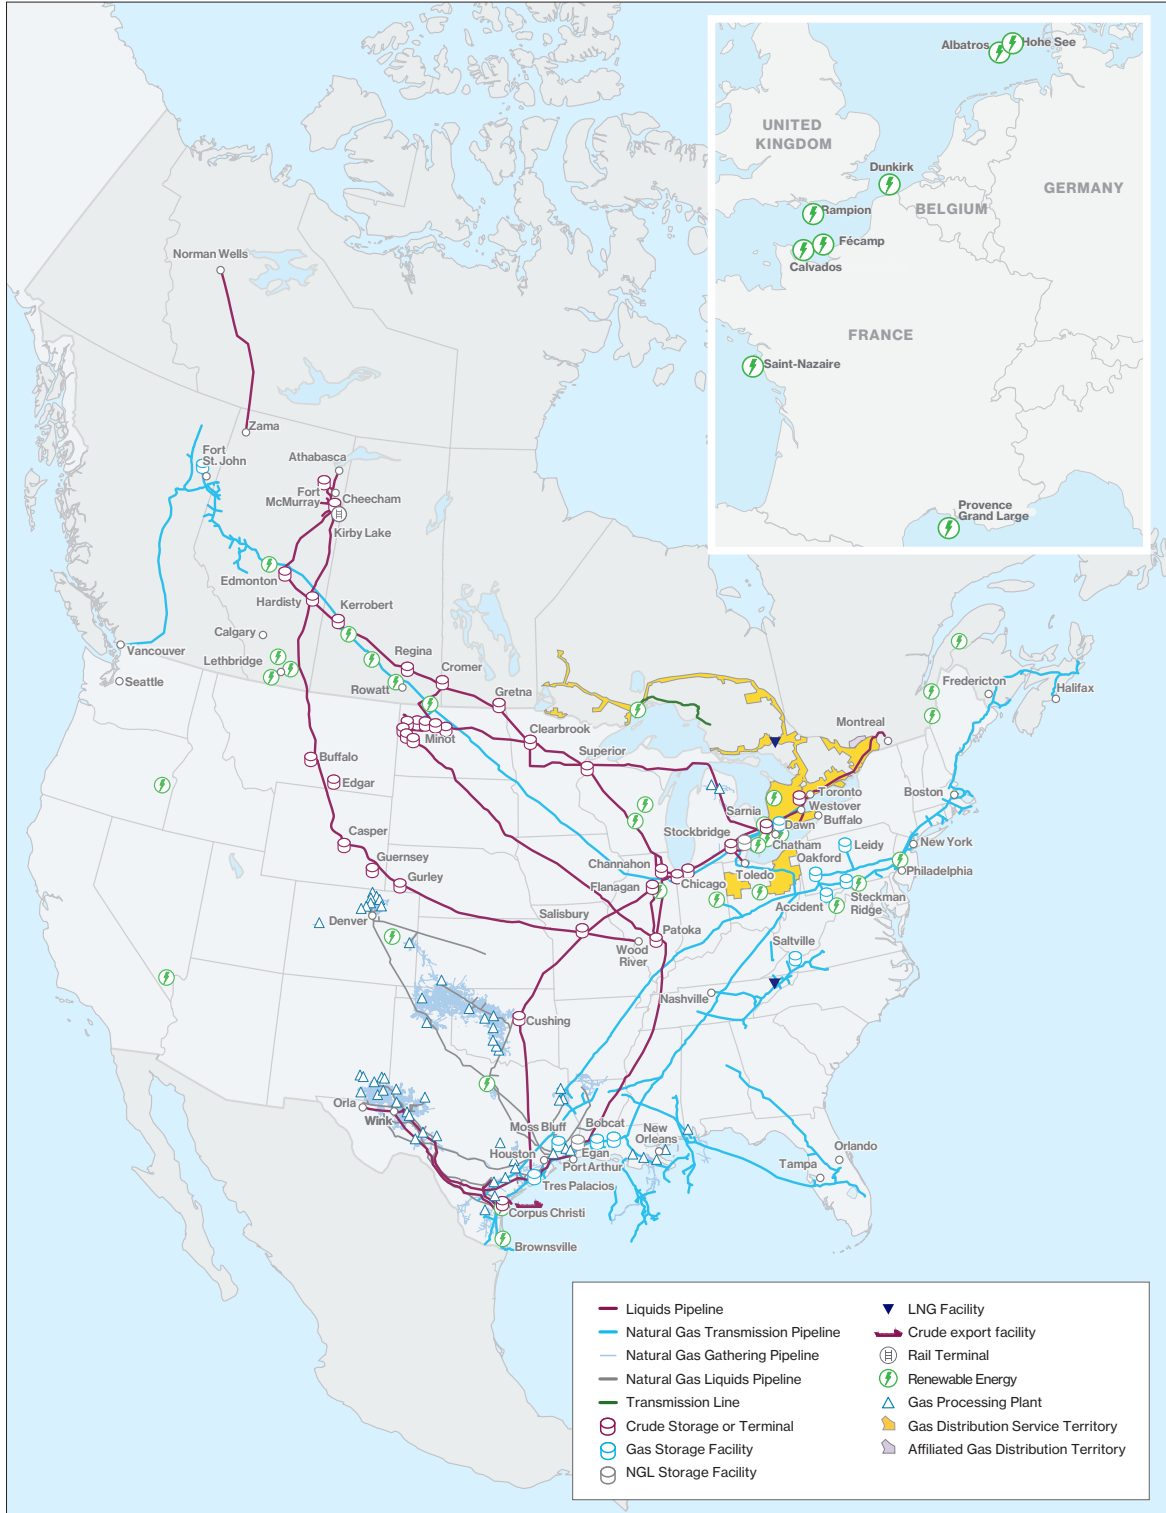 Albatros
Hohe See
UNITED
KINGDOM
Dunkirk
GERMANY
BELGIUM
Rampion
Fécamp
Calvados
FRANCE
Saint-Nazaire
Provence
Grand Large
Norman Wells
Zama
Fort
St. John
Athabasca
Fort
McMurray
Cheecham
Kirby Lake
Edmonton
Hardisty
Kerrobert
Calgary
Vancouver
Lethbridge
Regina
Cromer
Seattle
Rowatt
Gretna
Fredericton
Halifax
Minot
Clearbrook
Superior
Montreal
Buffalo
Edgar
Toronto
Boston
Sarnia
Westover
Buffalo
Casper
Stockbridge
Dawn
Chatham
Leidy
New York
Guernsey
Channahon
Oakford
Toledo
Philadelphia
Gurley
Flanagan
Chicago
Accident
Steckman
Ridge
Denver
Salisbury
Patoka
Wood
River
Saltville
Nashville
Cushing
Orla
Wink
Moss Bluff
Bobcat
New
Orleans
Houston
Egan
Port Arthur
Orlando
Tampa
Tres Palacios
Corpus Christi
Brownsville
Liquids Pipeline
Natural Gas Transmission Pipeline
Natural Gas Gathering Pipeline
Natural Gas Liquids Pipeline
Transmission Line
Crude Storage or Terminal
Gas Storage Facility
NGL Storage Facility
LNG Facility
Crude export facility
Rail Terminal
Renewable Energy
Gas Processing Plant
Gas Distribution Service Territory
Affiliated Gas Distribution Territory